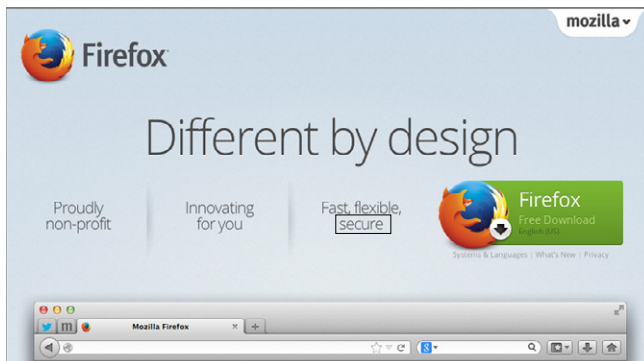 mozilla
Firefox
Different by design
Proudly
non-profit
Innovating
for you
Fast, flexible,
secure
Firefox
Free Download
English (US)
Systems & Languages | What's New | Privacy
m
Mozilla Firefox
8